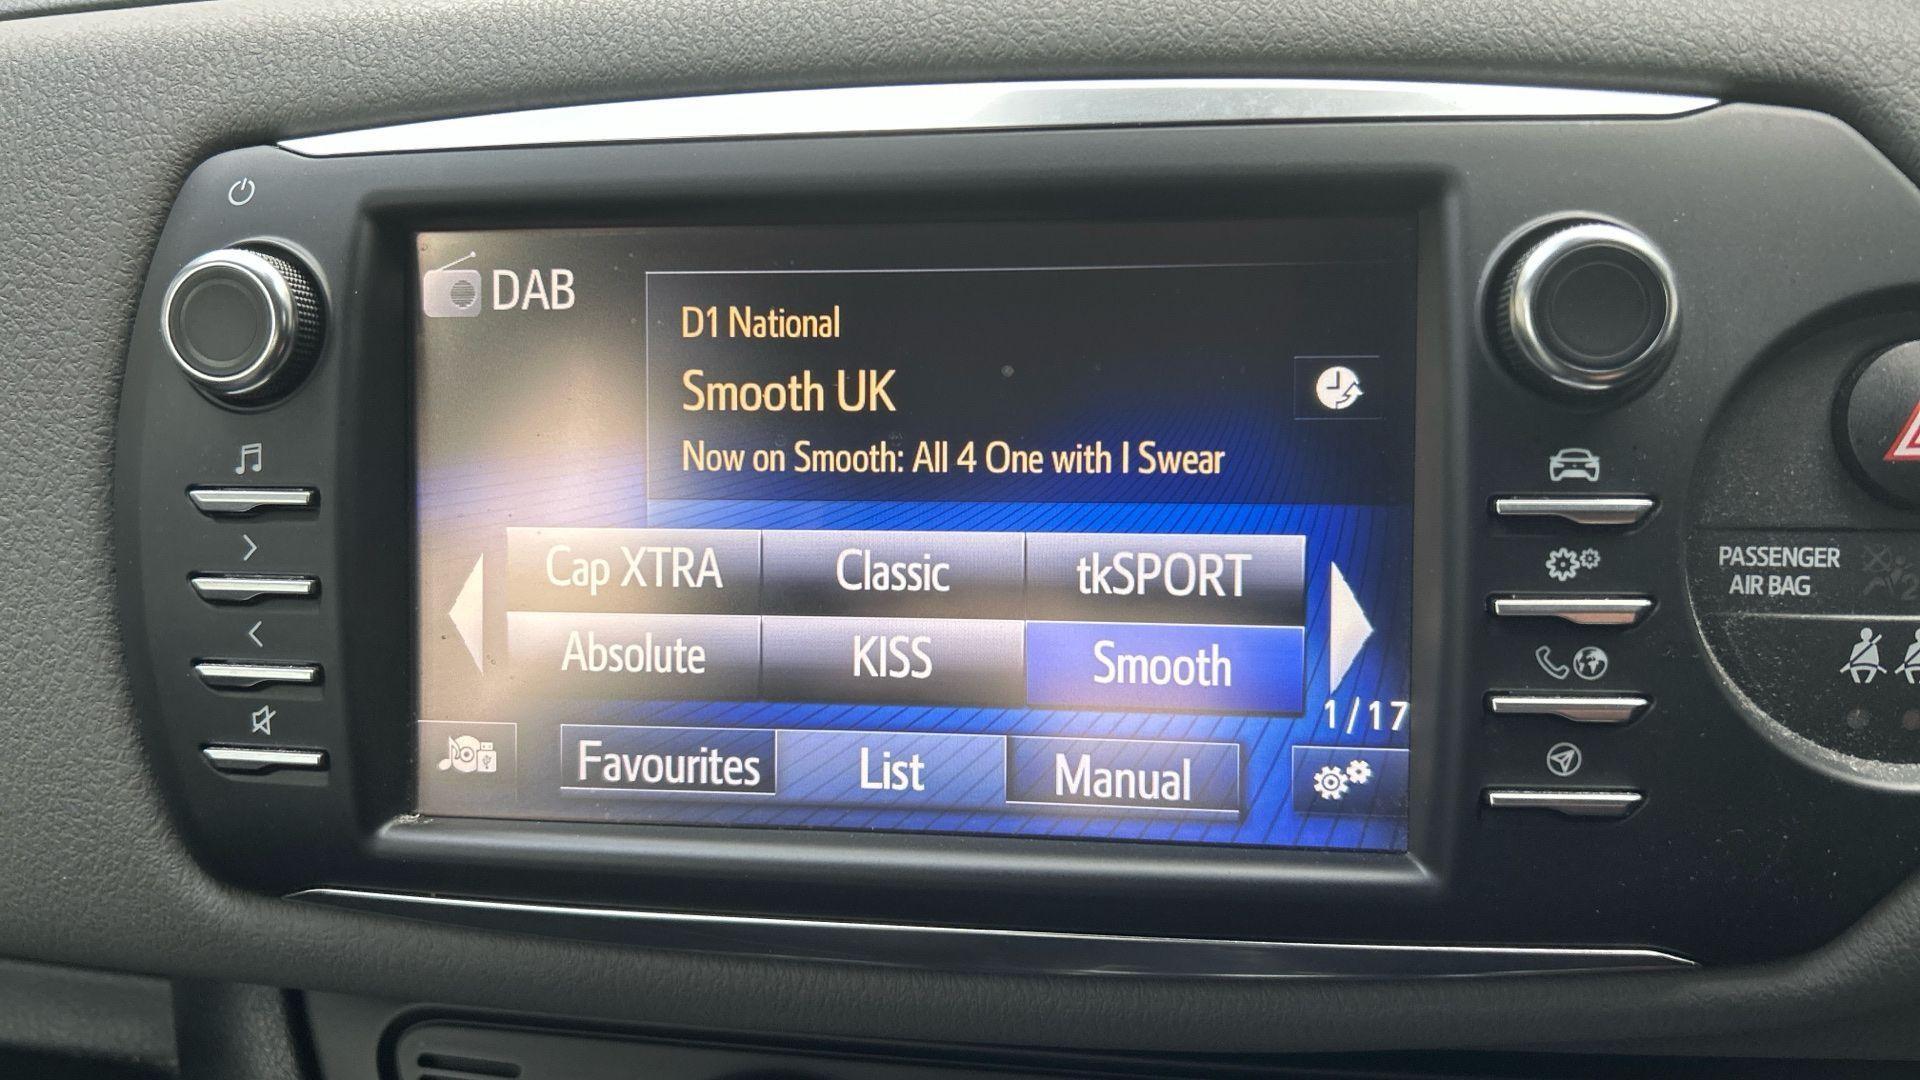 DAB
D1 National
Smooth UK
Now on Smooth: All 4 One with I Swear
Cap XTRA Classic tkSPORT
Absolute KISS Smooth
1/17
Favourites List Manual
PASSENGER
AIR BAG
2